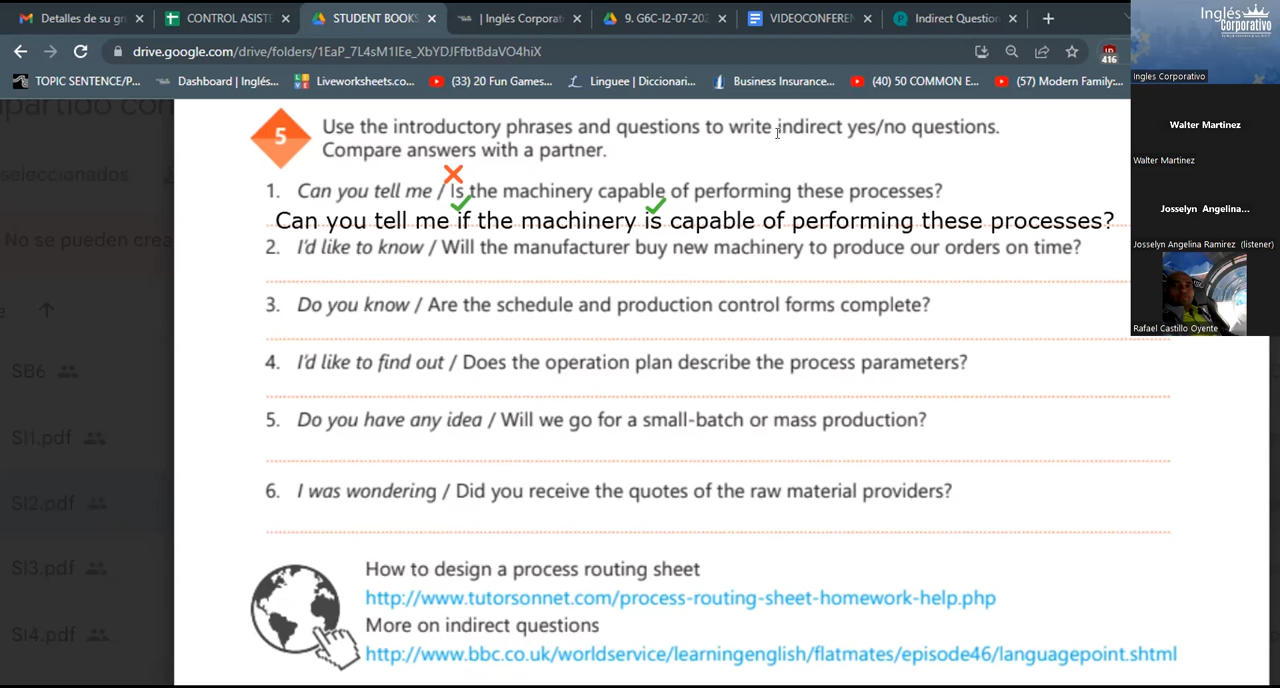 Detalles de su gr
CONTROL ASISTE
STUDENT BOOKS
| Inglés Corporat
9. G6C-I2-07-202
VIDEOCONFEREN
Indirect Question
drive.google.com/drive/folders/1EaP_7L4sM1IEe_XbYDJFfbtBdaVO4hiX
416
TOPIC SENTENCE/P...
Dashboard | Inglés...
Liveworksheets.co...
(33) 20 Fun Games...
Linguee | Diccionari...
Business Insurance...
(40) 50 COMMON E...
(57) Modern Family:...
Inglés
Corporativo
Ingles Corporativo
Walter Martinez
Walter Martinez
Josselyn Angelina...
Josselyn Angelina Ramirez (listener)
Rafael Castillo Oyente
partido con
seleccionados
No se pueden crea
SB6
SI1.pdf
SI2.pdf
SI3.pdf
SI4.pdf
5
Use the introductory phrases and questions to write indirect yes/no questions.
Compare answers with a partner.
1. Can you tell me / Is the machinery capable of performing these processes?
Can you tell me if the machinery is capable of performing these processes?
2. I'd like to know / Will the manufacturer buy new machinery to produce our orders on time?
3. Do you know / Are the schedule and production control forms complete?
4. I'd like to find out / Does the operation plan describe the process parameters?
5. Do you have any idea / Will we go for a small-batch or mass production?
6. I was wondering / Did you receive the quotes of the raw material providers?
How to design a process routing sheet
http://www.tutorsonnet.com/process-routing-sheet-homework-help.php
More on indirect questions
http://www.bbc.co.uk/worldservice/learningenglish/flatmates/episode46/languagepoint.shtml